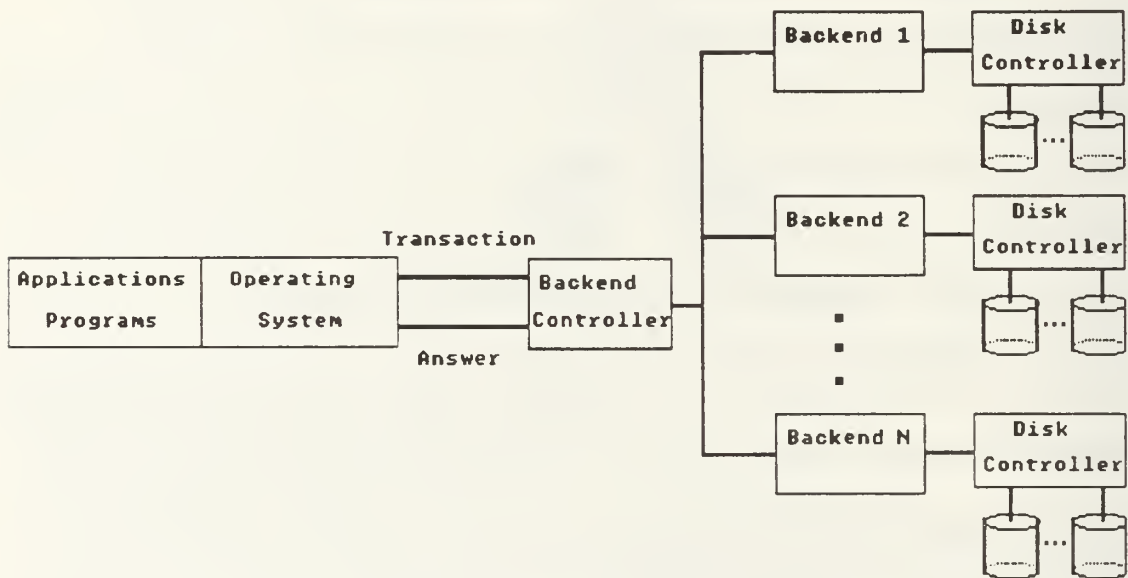 Applications
Programs
Operating
System
Transaction
Answer
Backend
Controller
Backend 1
Disk
Controller
...
Backend 2
Disk
Controller
...
Backend N
Disk
Controller
...